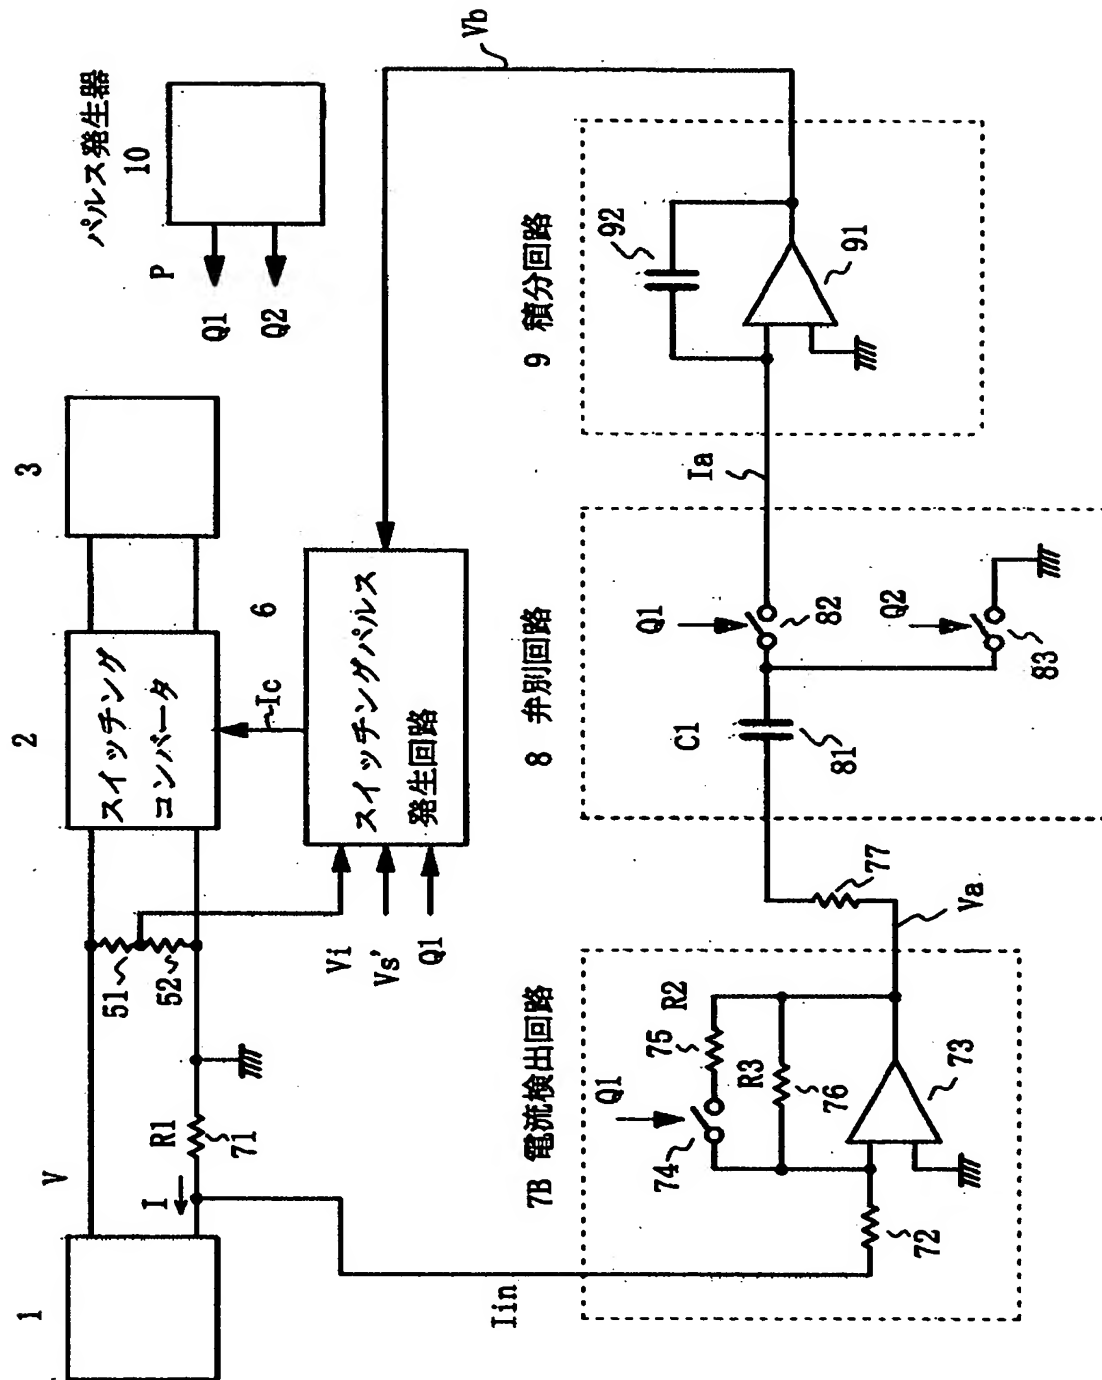 1
V
I
R1
71
51
52
2
スイッチング
コンバータ
3
Ic
6
スイッチングパルス
発生回路
Vi
Vs'
Q1
パルス発生器
10
P
Q1
Q2
Vb
Iin
7B 電流検出回路
Q1
74
75
R2
R3
76
73
72
77
Va
8 弁別回路
C1
81
Q1
82
Q2
83
Ia
9 積分回路
92
91